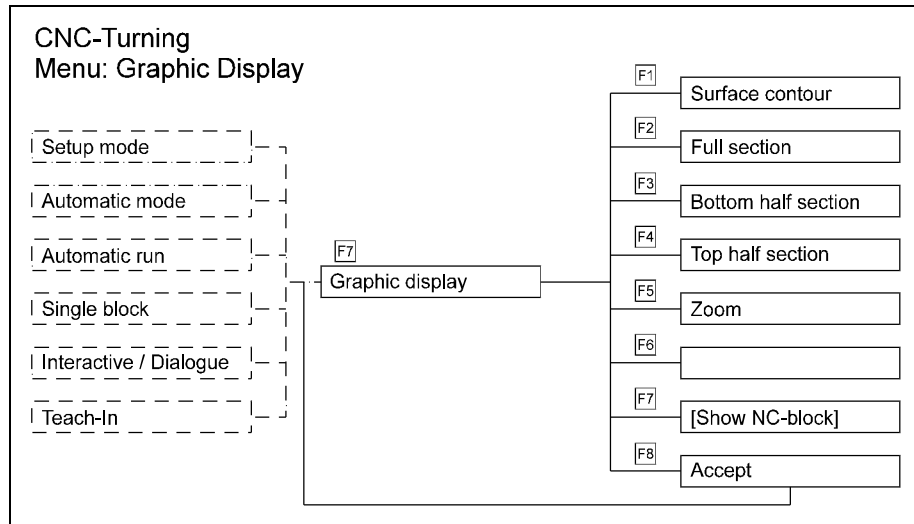 CNC-Turning
Menu: Graphic Display
Setup mode
Automatic mode
Automatic run
Single block
Interactive / Dialogue
Teach-In
F7
Graphic display
F1
Surface contour
F2
Full section
F3
Bottom half section
F4
Top half section
F5
Zoom
F6
F7
[Show NC-block]
F8
Accept